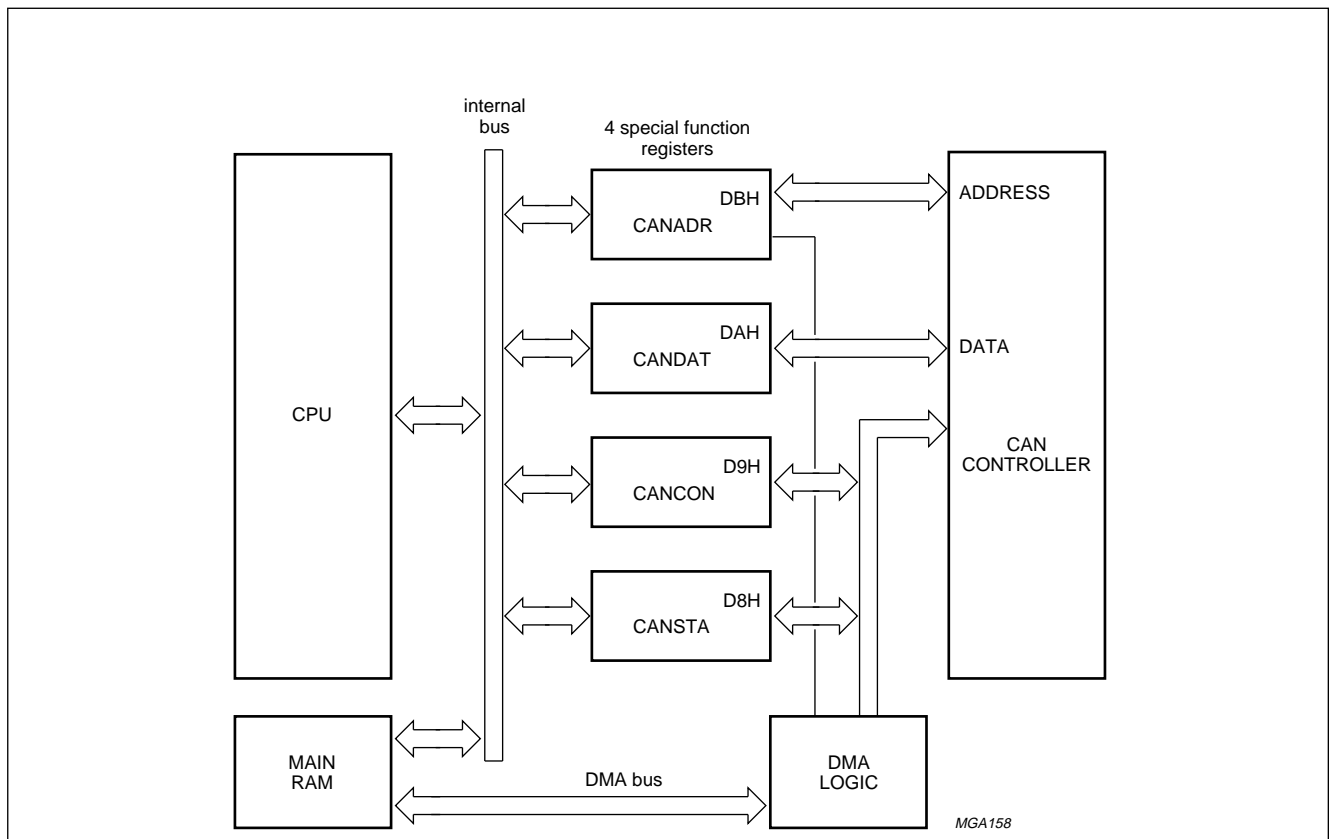 internal
bus
4 special function
registers
DBH
CANADR
ADDRESS
DAH
CANDAT
DATA
CPU
D9H
CANCON
CAN
CONTROLLER
D8H
CANSTA
MAIN
RAM
DMA bus
DMA
LOGIC
MGA158